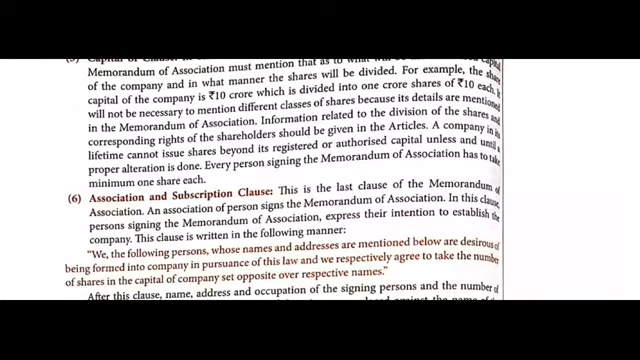 (5) Capital of Clause: In
Memorandum of Association must mention that as to what will be capital
of the company and in what manner the shares will be divided. For example, the share
capital of the company is ₹10 crore which is divided into one crore shares of ₹10 each. It
will not be necessary to mention different classes of shares because its details are mentioned
in the Memorandum of Association. Information related to the division of the shares and
corresponding rights of the shareholders should be given in the Articles. A company in its
lifetime cannot issue shares beyond its registered or authorised capital unless and until a
proper alteration is done. Every person signing the Memorandum of Association has to take
minimum one share each.
(6) Association and Subscription Clause: This is the last clause of the Memorandum of
Association. An association of person signs the Memorandum of Association. In this clause,
persons signing the Memorandum of Association, express their intention to establish the
company. This clause is written in the following manner:
"We, the following persons, whose names and addresses are mentioned below are desirous of
being formed into company in pursuance of this law and we respectively agree to take the number
of shares in the capital of company set opposite over respective names."
After this clause, name, address and occupation of the signing persons and the number of